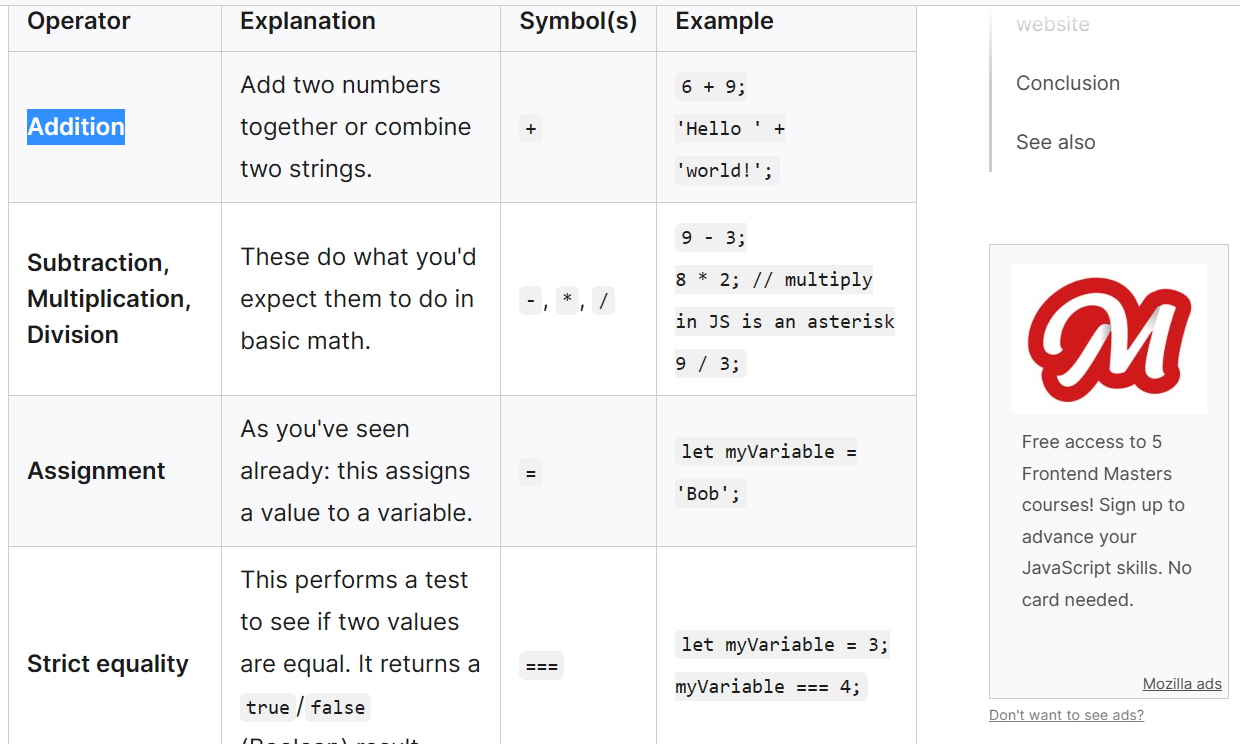 Operator Explanation Symbol(s) Example
Addition
Add two numbers
together or combine
two strings.
+
6 + 9;
'Hello ' +
'world!';
Subtraction,
Multiplication,
Division
These do what you'd
expect them to do in
basic math.
-, *, /
9 - 3;
8 * 2; // multiply
in JS is an asterisk
9 / 3;
Assignment
As you've seen
already: this assigns
a value to a variable.
=
let myVariable =
'Bob';
Strict equality
This performs a test
to see if two values
are equal. It returns a
true/false
(Boolean) result
===
let myVariable = 3;
myVariable === 4;
website
Conclusion
See also
M
Free access to 5
Frontend Masters
courses! Sign up to
advance your
JavaScript skills. No
card needed.
Mozilla ads
Don't want to see ads?